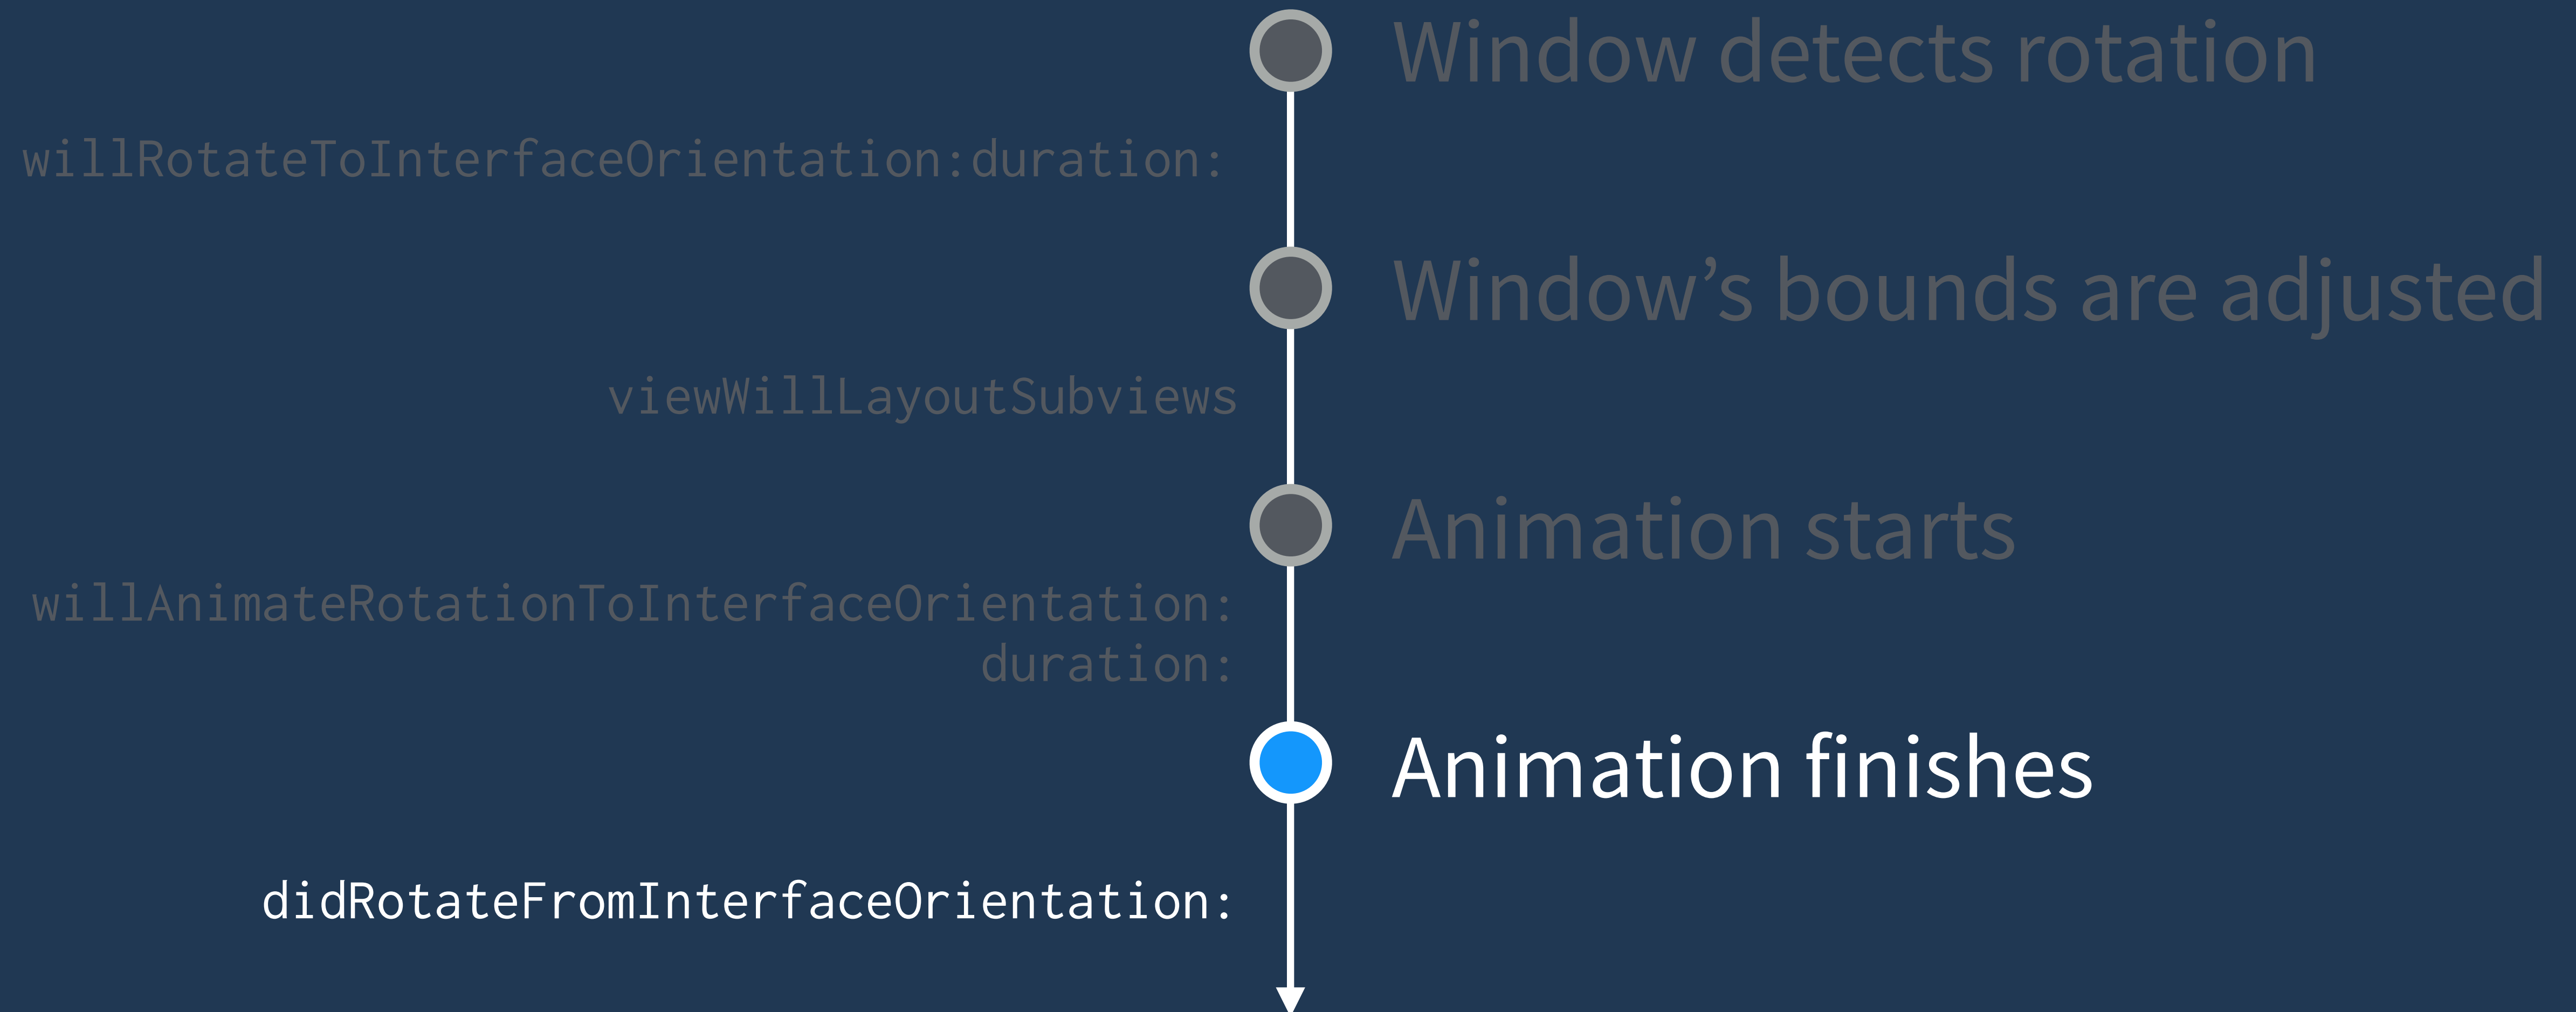 Window detects rotation
willRotateToInterfaceOrientation:duration:
Window’s bounds are adjusted
viewWillLayoutSubviews
Animation starts
willAnimateRotationToInterfaceOrientation:
duration:
Animation finishes
didRotateFromInterfaceOrientation: